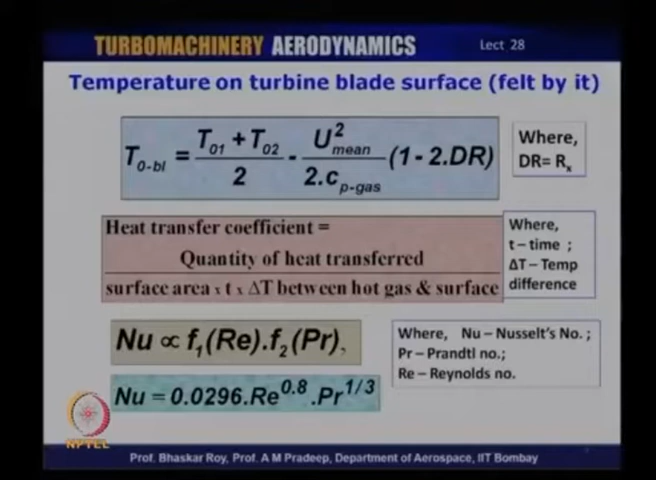 TURBOMACHINERY AERODYNAMICS Lect 28
Temperature on turbine blade surface (felt by it)
T₀₋bl = (T₀₁ + T₀₂)/2 - U²mean/(2.c p-gas) (1 - 2.DR)
Where,
DR= Rₓ
Heat transfer coefficient =
Quantity of heat transferred
surface area x t x ΔT between hot gas & surface
Where,
t – time ;
ΔT – Temp
difference
Nu ∝ f₁(Re).f₂(Pr),
Where, Nu – Nusselt's No. ;
Pr – Prandtl no.;
Re – Reynolds no.
Nu = 0.0296.Re^0.8 .Pr^1/3
NPTEL
Prof. Bhaskar Roy, Prof. A M Pradeep, Department of Aerospace, IIT Bombay